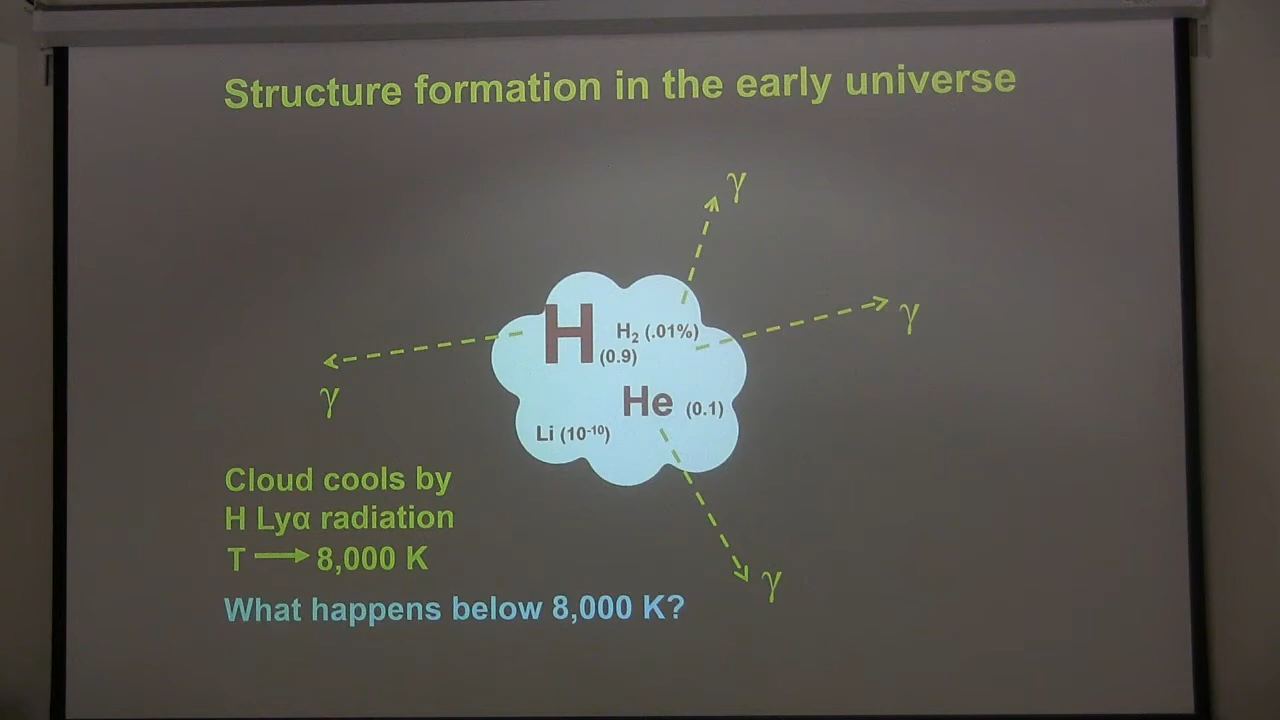 Structure formation in the early universe
γ
γ
γ
H (0.9)
H₂ (.01%)
He (0.1)
Li (10⁻¹⁰)
Cloud cools by
H Lyα radiation
T → 8,000 K
γ
What happens below 8,000 K?